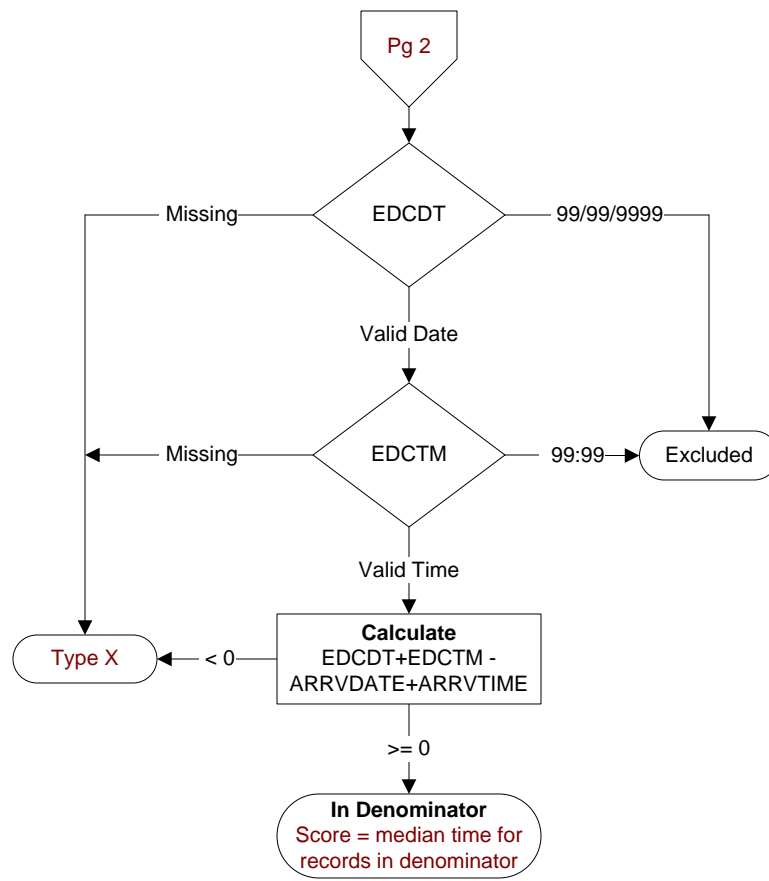 Pg 2
EDCDT
Missing
99/99/9999
Valid Date
EDCTM
Missing
99:99
Excluded
Valid Time
Calculate
EDCDT+EDCTM -
ARRVDATE+ARRVTIME
< 0
Type X
>= 0
In Denominator
Score = median time for
records in denominator